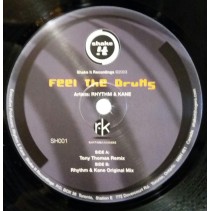 shake it
Shake It Recordings
Feel The Drums
Artists: RHYTHM & KANE
rk
SH001
SIDE A:
Tony Thomas Remix
SIDE B:
Rhythm & Kane Original Mix